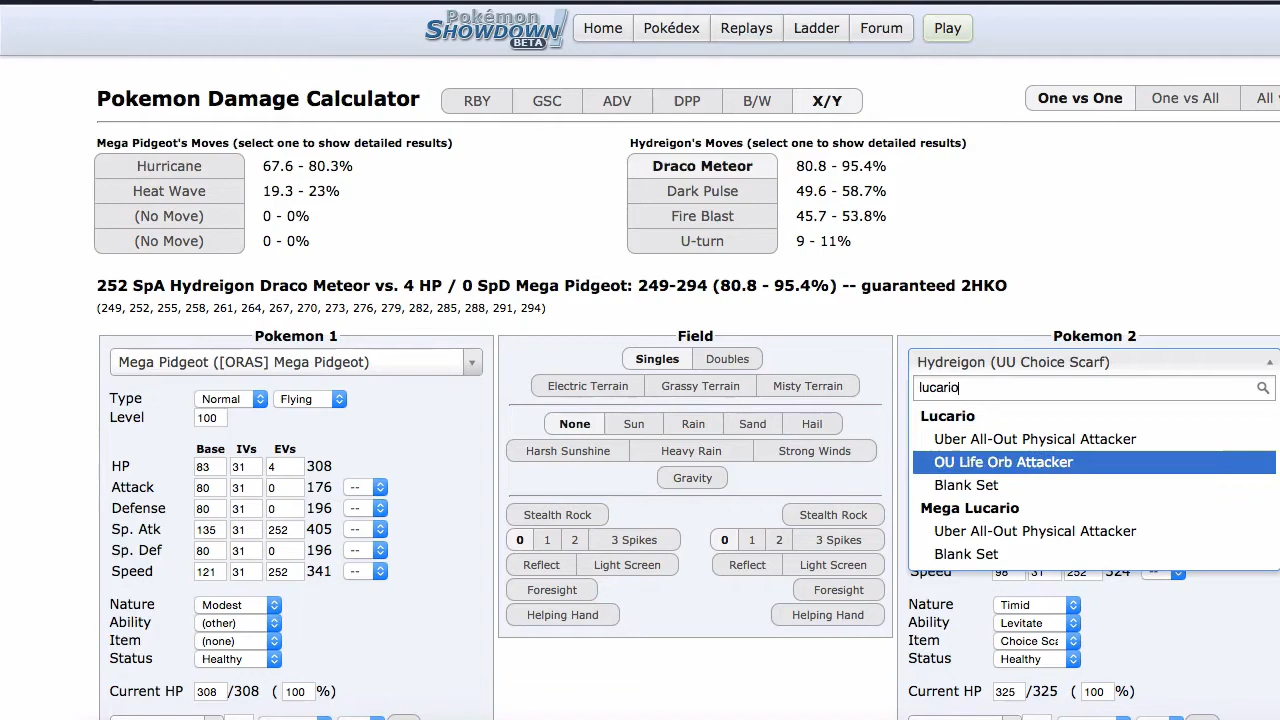 Pokémon
SHOWDOWN!
BETA
Home Pokédex Replays Ladder Forum Play
Pokemon Damage Calculator RBY GSC ADV DPP B/W X/Y One vs One One vs All All
Mega Pidgeot's Moves (select one to show detailed results)
Hurricane 67.6 - 80.3%
Heat Wave 19.3 - 23%
(No Move) 0 - 0%
(No Move) 0 - 0%
Hydreigon's Moves (select one to show detailed results)
Draco Meteor 80.8 - 95.4%
Dark Pulse 49.6 - 58.7%
Fire Blast 45.7 - 53.8%
U-turn 9 - 11%
252 SpA Hydreigon Draco Meteor vs. 4 HP / 0 SpD Mega Pidgeot: 249-294 (80.8 - 95.4%) -- guaranteed 2HKO
(249, 252, 255, 258, 261, 264, 267, 270, 273, 276, 279, 282, 285, 288, 291, 294)
Pokemon 1
Mega Pidgeot ([ORAS] Mega Pidgeot)
Type Normal Flying
Level 100
Base IVs EVs
HP 83 31 4 308
Attack 80 31 0 176 --
Defense 80 31 0 196 --
Sp. Atk 135 31 252 405 --
Sp. Def 80 31 0 196 --
Speed 121 31 252 341 --
Nature Modest
Ability (other)
Item (none)
Status Healthy
Current HP 308 /308 ( 100 %)
Field
Singles Doubles
Electric Terrain Grassy Terrain Misty Terrain
None Sun Rain Sand Hail
Harsh Sunshine Heavy Rain Strong Winds
Gravity
Stealth Rock Stealth Rock
0 1 2 3 Spikes 0 1 2 3 Spikes
Reflect Light Screen Reflect Light Screen
Foresight Foresight
Helping Hand Helping Hand
Pokemon 2
Hydreigon (UU Choice Scarf)
lucario
Lucario
Uber All-Out Physical Attacker
OU Life Orb Attacker
Blank Set
Mega Lucario
Uber All-Out Physical Attacker
Blank Set
Speed 98 31 252 324 --
Nature Timid
Ability Levitate
Item Choice Sca
Status Healthy
Current HP 325 /325 ( 100 %)